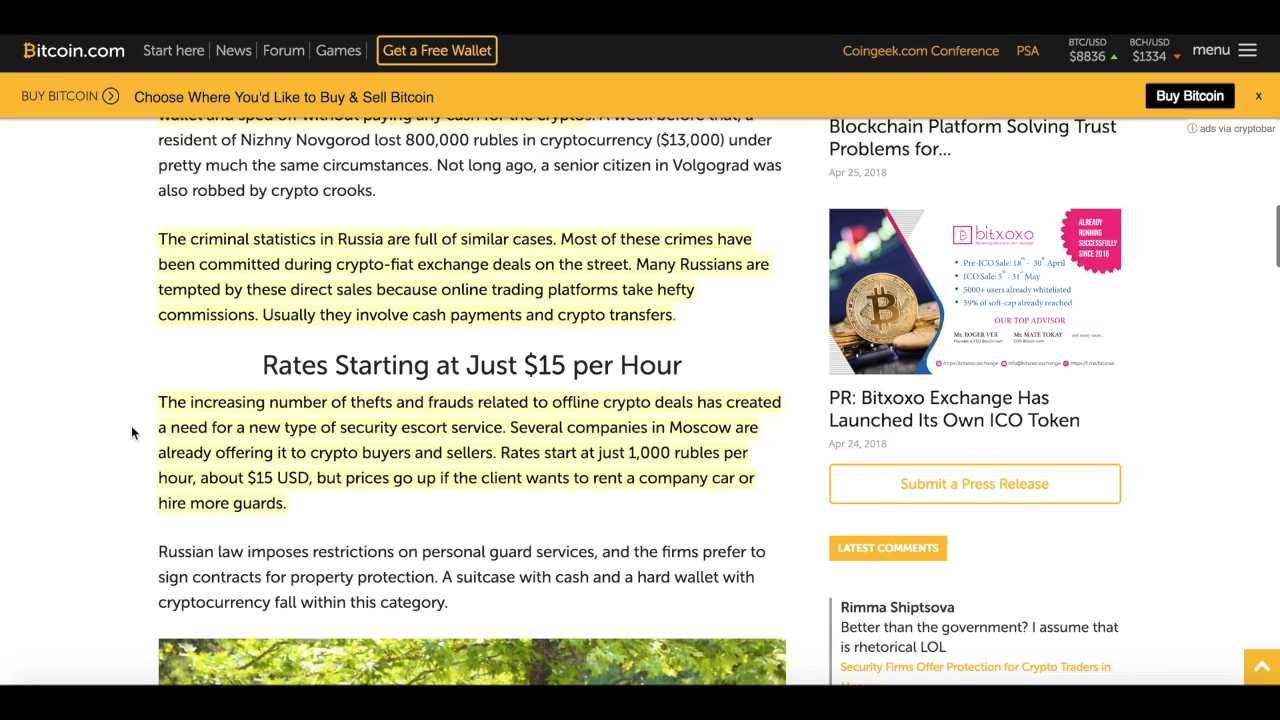 Bitcoin.com
Start here
News
Forum
Games
Get a Free Wallet
Coingeek.com Conference
PSA
BTC/USD
$8836
BCH/USD
$1334
menu
BUY BITCOIN
Choose Where You'd Like to Buy & Sell Bitcoin
Buy Bitcoin
x
wallet and sped off without paying any cash for the cryptos. A week before that, a
resident of Nizhny Novgorod lost 800,000 rubles in cryptocurrency ($13,000) under
pretty much the same circumstances. Not long ago, a senior citizen in Volgograd was
also robbed by crypto crooks.
The criminal statistics in Russia are full of similar cases. Most of these crimes have
been committed during crypto-fiat exchange deals on the street. Many Russians are
tempted by these direct sales because online trading platforms take hefty
commissions. Usually they involve cash payments and crypto transfers.
Rates Starting at Just $15 per Hour
The increasing number of thefts and frauds related to offline crypto deals has created
a need for a new type of security escort service. Several companies in Moscow are
already offering it to crypto buyers and sellers. Rates start at just 1,000 rubles per
hour, about $15 USD, but prices go up if the client wants to rent a company car or
hire more guards.
Russian law imposes restrictions on personal guard services, and the firms prefer to
sign contracts for property protection. A suitcase with cash and a hard wallet with
cryptocurrency fall within this category.
ads via cryptobar
Blockchain Platform Solving Trust
Problems for...
Apr 25, 2018
bitxoxo
ALREADY
RUNNING
SUCCESSFULLY
SINCE 2016
Pre-ICO Sale: 18th - 30th April
ICO Sale: 5th - 31st May
5000+ users already whitelisted
59% of soft-cap already reached
OUR TOP ADVISOR
Mr. ROGER VER
Founder & CEO Bitcoin.com
Mr. MATE TOKAY
COO Bitcoin.com
and many more..
https://bitxoxo.exchange
info@bitxoxo.exchange
https://t.me/bitxoxo
PR: Bitxoxo Exchange Has
Launched Its Own ICO Token
Apr 24, 2018
Submit a Press Release
LATEST COMMENTS
Rimma Shiptsova
Better than the government? I assume that
is rhetorical LOL
Security Firms Offer Protection for Crypto Traders in